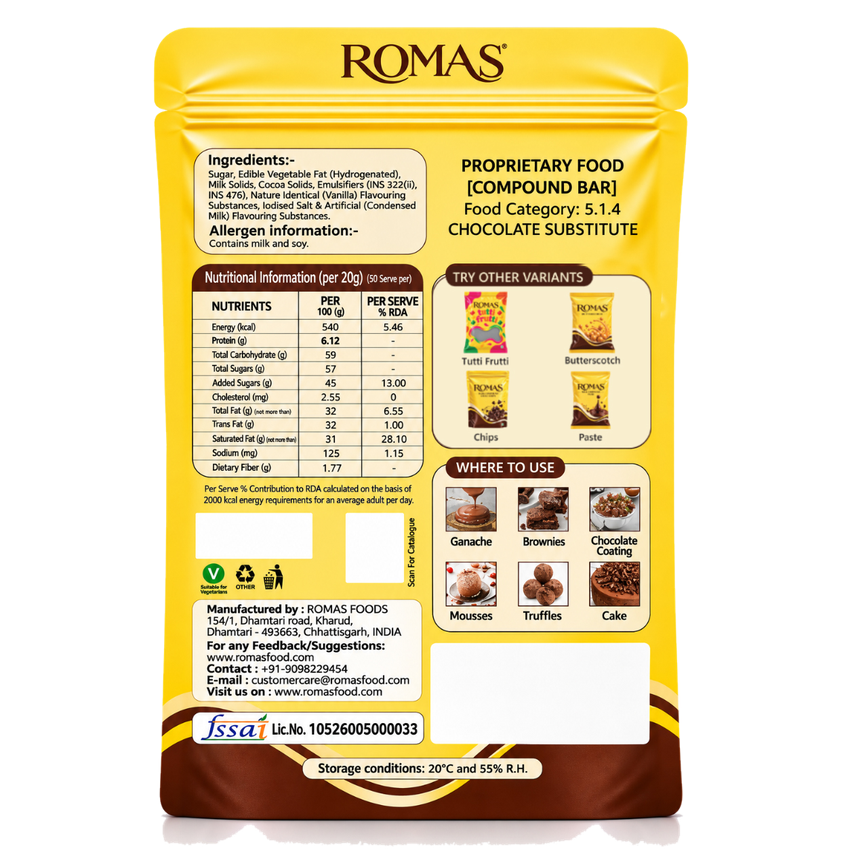 ROMAS®
Ingredients:-
Sugar, Edible Vegetable Fat (Hydrogenated),
Milk Solids, Cocoa Solids, Emulsifiers (INS 322(ii),
INS 476), Nature Identical (Vanilla) Flavouring
Substances, Iodised Salt & Artificial (Condensed
Milk) Flavouring Substances.
Allergen information:-
Contains milk and soy.
PROPRIETARY FOOD
[COMPOUND BAR]
Food Category: 5.1.4
CHOCOLATE SUBSTITUTE
Nutritional Information (per 20g) (50 Serve per)
NUTRIENTS PER 100 (g) PER SERVE % RDA
Energy (kcal) 540 5.46
Protein (g) 6.12 -
Total Carbohydrate (g) 59 -
Total Sugars (g) 57 -
Added Sugars (g) 45 13.00
Cholesterol (mg) 2.55 0
Total Fat (g) (not more than) 32 6.55
Trans Fat (g) 32 1.00
Saturated Fat (g) (not more than) 31 28.10
Sodium (mg) 125 1.15
Dietary Fiber (g) 1.77 -
Per Serve % Contribution to RDA calculated on the basis of
2000 kcal energy requirements for an average adult per day.
Scan For Catalogue
V
Suitable for
Vegetarians
OTHER
TRY OTHER VARIANTS
ROMAS
tutti
frutti
ROMAS
Tutti Frutti
Butterscotch
ROMAS
ROMAS
Chips
Paste
WHERE TO USE
Ganache
Brownies
Chocolate
Coating
Mousses
Truffles
Cake
Manufactured by : ROMAS FOODS
154/1, Dhamtari road, Kharud,
Dhamtari - 493663, Chhattisgarh, INDIA
For any Feedback/Suggestions:
www.romasfood.com
Contact : +91-9098229454
E-mail : customercare@romasfood.com
Visit us on : www.romasfood.com
fssai Lic.No. 10526005000033
Storage conditions: 20°C and 55% R.H.